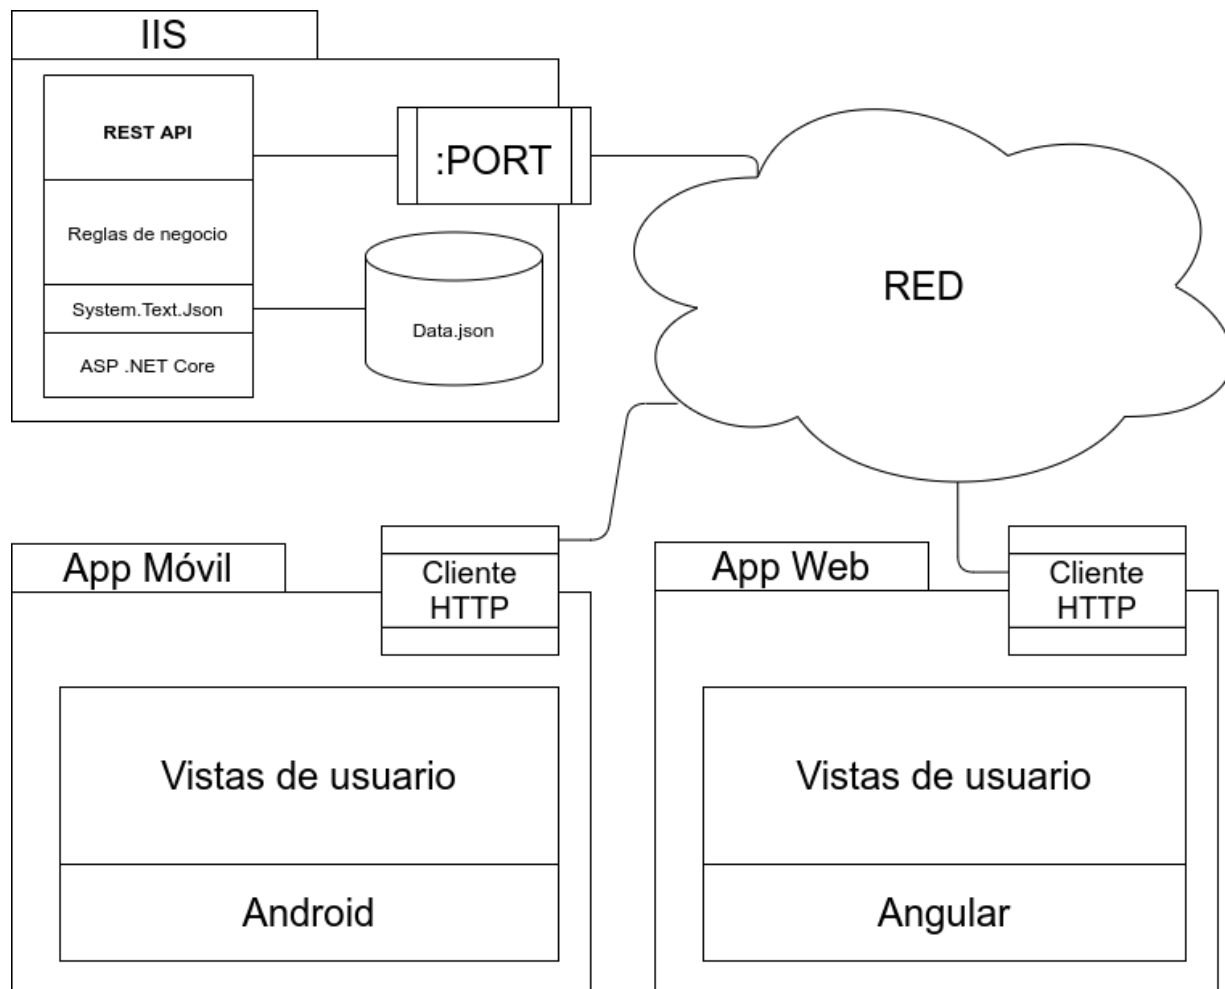 IIS
REST API
:PORT
Reglas de negocio
System.Text.Json
Data.json
ASP .NET Core
RED
App Móvil
Cliente
HTTP
Vistas de usuario
Android
App Web
Cliente
HTTP
Vistas de usuario
Angular